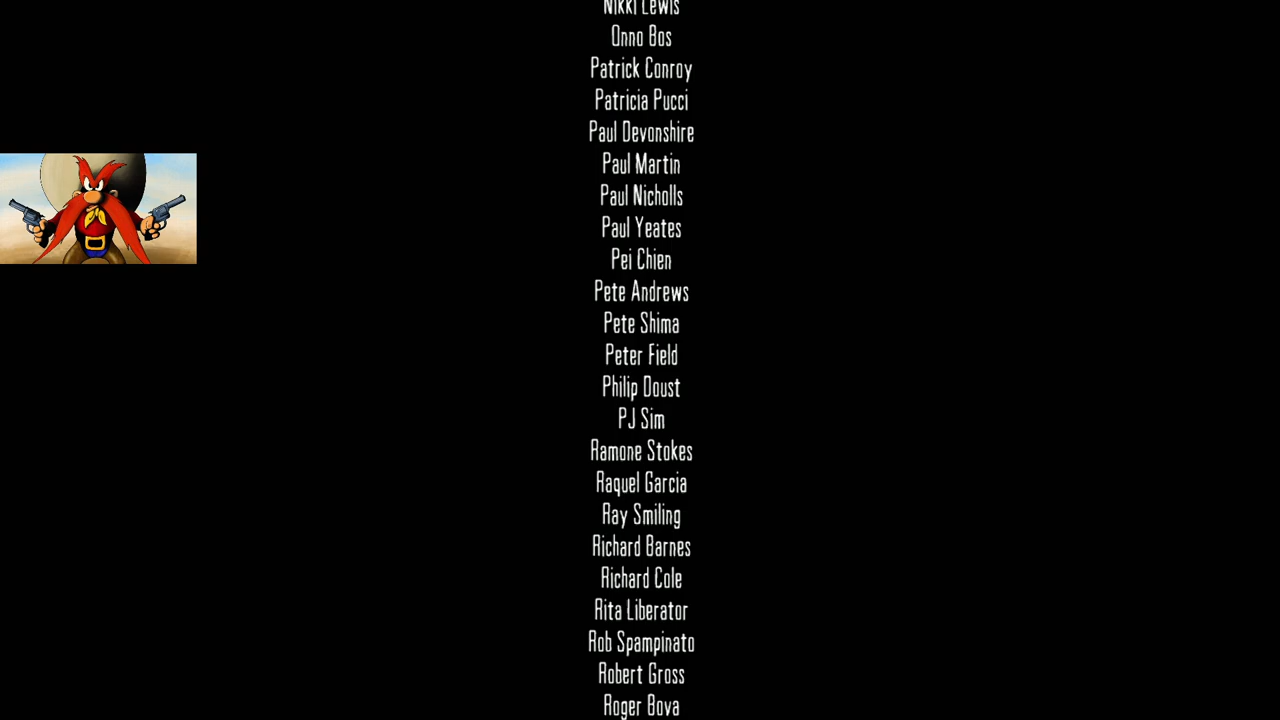 Nikki Lewis
Onno Bos
Patrick Conroy
Patricia Pucci
Paul Devonshire
Paul Martin
Paul Nicholls
Paul Yeates
Pei Chien
Pete Andrews
Pete Shima
Peter Field
Philip Doust
PJ Sim
Ramone Stokes
Raquel Garcia
Ray Smiling
Richard Barnes
Richard Cole
Rita Liberator
Rob Spampinato
Robert Gross
Roger Bova